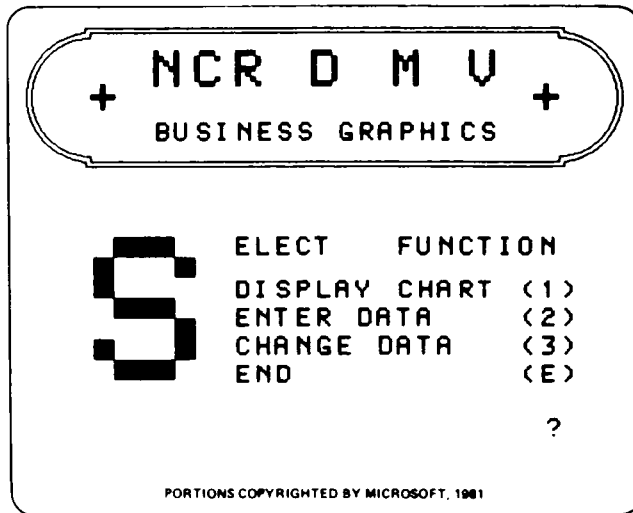 NCR D M V
+ +
BUSINESS GRAPHICS
SELECT FUNCTION
DISPLAY CHART (1)
ENTER DATA (2)
CHANGE DATA (3)
END (E)
?
PORTIONS COPYRIGHTED BY MICROSOFT, 1981